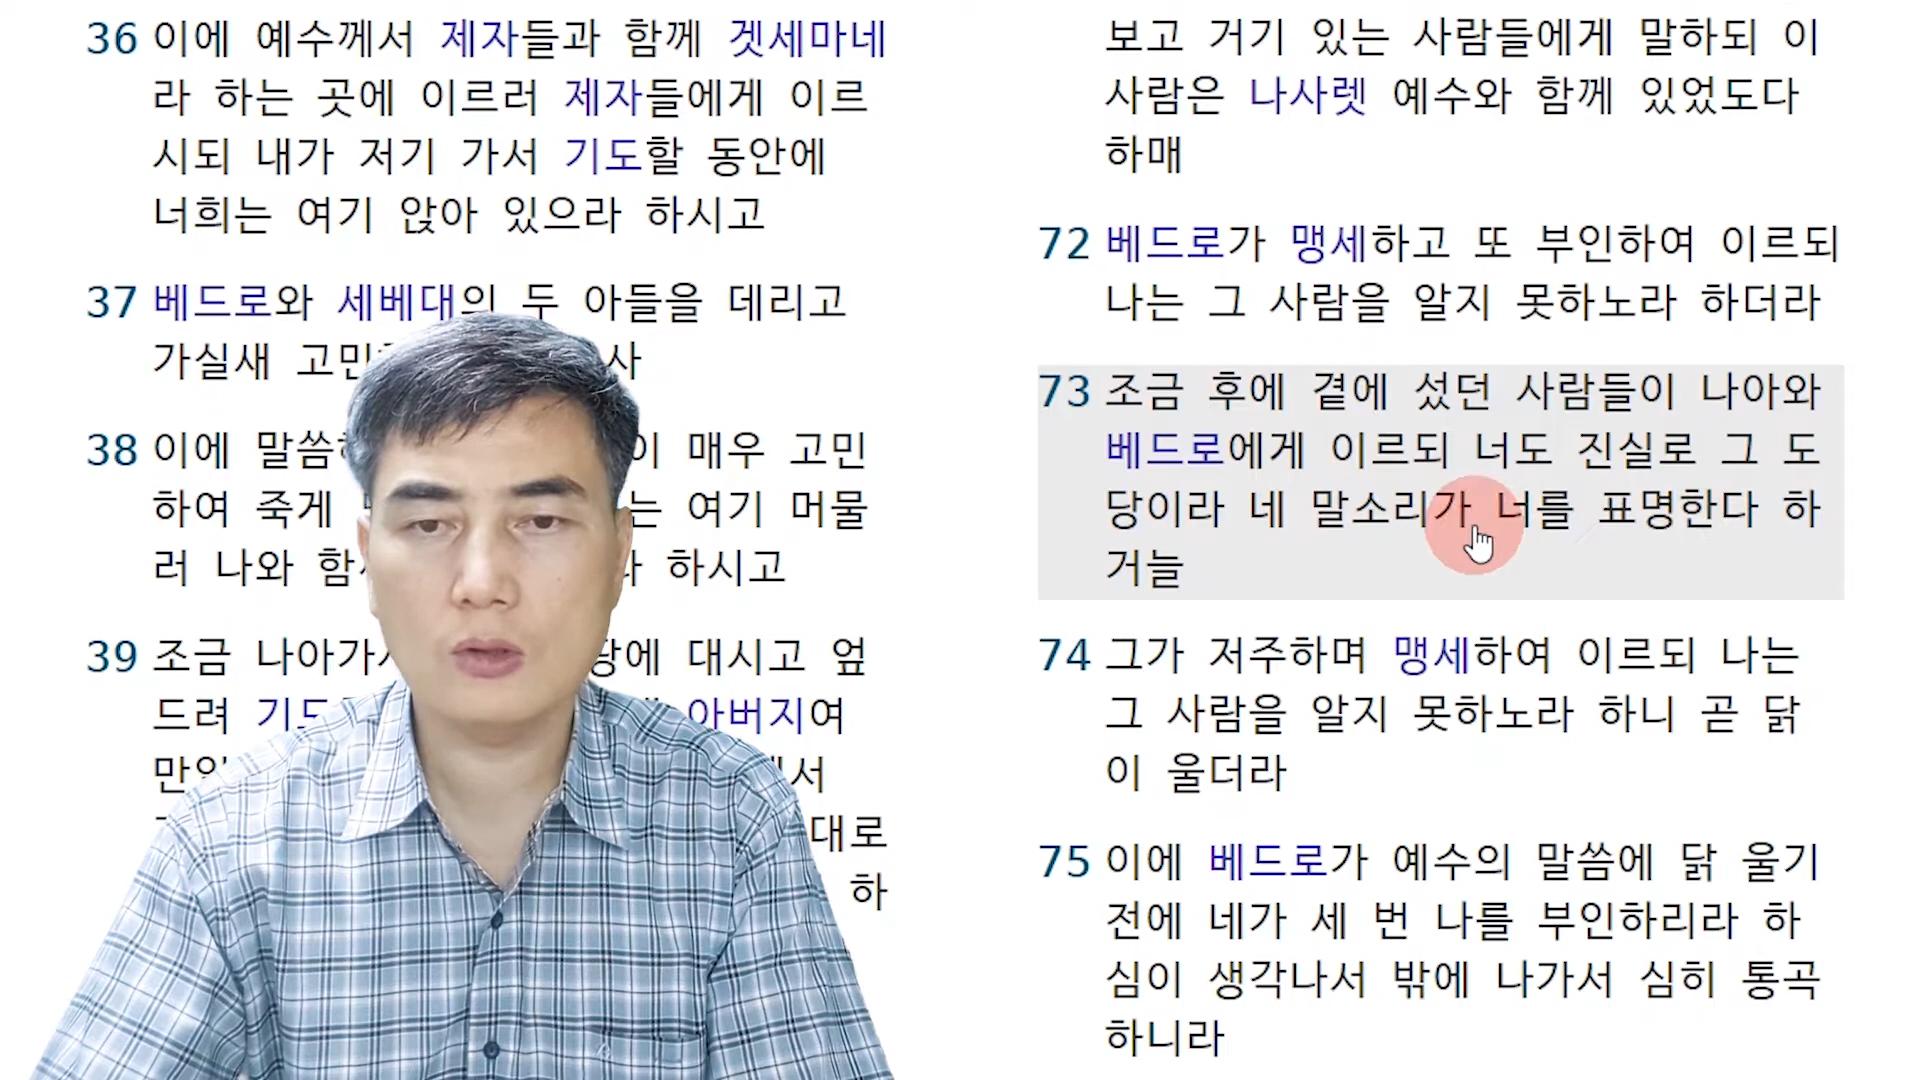 36 이에 예수께서 제자들과 함께 겟세마네
라 하는 곳에 이르러 제자들에게 이르
시되 내가 저기 가서 기도할 동안에
너희는 여기 앉아 있으라 하시고
37 베드로와 세베대의 두 아들을 데리고
가실새
38 이에 매우 고민
하여 죽게 여기 머물
러 나와 하시고
39 조금 대시고 엎
드려 아버지여
대로
하
보고 거기 있는 사람들에게 말하되 이
사람은 나사렛 예수와 함께 있었도다
하매
72 베드로가 맹세하고 또 부인하여 이르되
나는 그 사람을 알지 못하노라 하더라
73 조금 후에 곁에 섰던 사람들이 나아와
베드로에게 이르되 너도 진실로 그 도
당이라 네 말소리가 너를 표명한다 하
거늘
74 그가 저주하며 맹세하여 이르되 나는
그 사람을 알지 못하노라 하니 곧 닭
이 울더라
75 이에 베드로가 예수의 말씀에 닭 울기
전에 네가 세 번 나를 부인하리라 하
심이 생각나서 밖에 나가서 심히 통곡
하니라